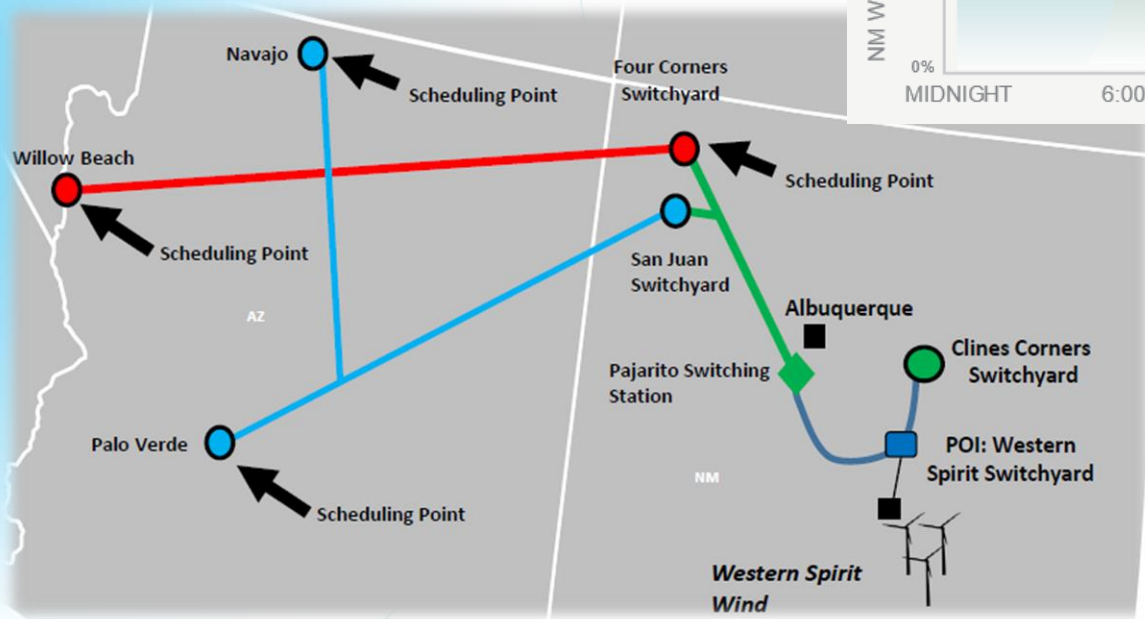 NM W
0%
MIDNIGHT
6:00
Navajo
Scheduling Point
Four Corners
Switchyard
Willow Beach
Scheduling Point
Scheduling Point
San Juan
Switchyard
AZ
Albuquerque
Clines Corners
Switchyard
Pajarito Switching
Station
Palo Verde
POI: Western
Spirit Switchyard
NM
Scheduling Point
Western Spirit
Wind